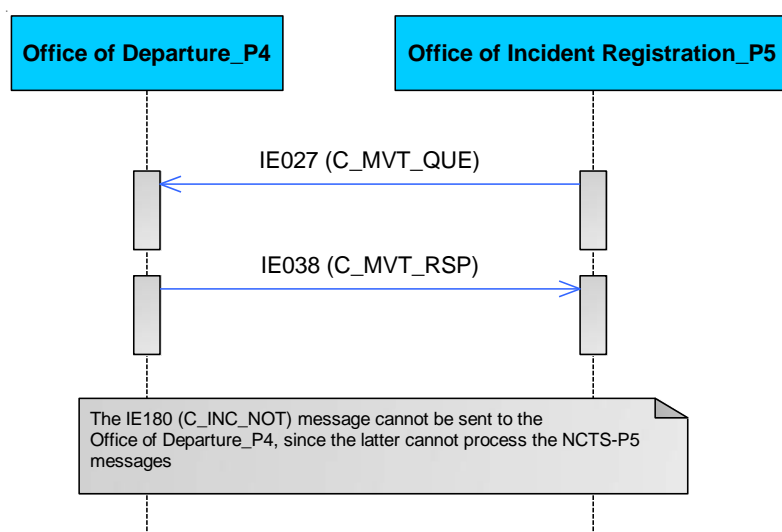 Office of Departure_P4
Office of Incident Registration_P5
IE027 (C_MVT_QUE)
IE038 (C_MVT_RSP)
The IE180 (C_INC_NOT) message cannot be sent to the
Office of Departure_P4, since the latter cannot process the NCTS-P5
messages